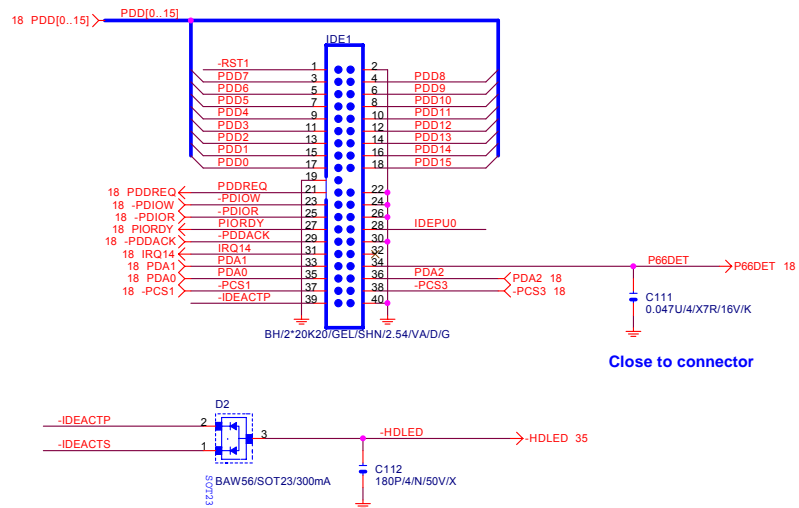 18 PDD[0..15] PDD[0..15]
IDE1
-RST1 1 2
PDD7 3 4 PDD8
PDD6 5 6 PDD9
PDD5 7 8 PDD10
PDD4 9 10 PDD11
PDD3 11 12 PDD12
PDD2 13 14 PDD13
PDD1 15 16 PDD14
PDD0 17 18 PDD15
19
18 PDDREQ PDDREQ 21 22
18 -PDIOW -PDIOW 23 24
18 -PDIOR -PDIOR 25 26
18 PIORDY PIORDY 27 28 IDEPU0
18 -PDDACK -PDDACK 29 30
18 IRQ14 IRQ14 31 32
18 PDA1 PDA1 33 34 P66DET P66DET 18
18 PDA0 PDA0 35 36 PDA2 PDA2 18
18 -PCS1 -PCS1 37 38 -PCS3 -PCS3 18
-IDEACTP 39 40
C111
0.047U/4/X7R/16V/K
BH/2*20K20/GEL/SHN/2.54/VA/D/G
Close to connector
D2
-IDEACTP 2
-IDEACTS 1 3 -HDLED -HDLED 35
SOT23
BAW56/SOT23/300mA
C112
180P/4/N/50V/X